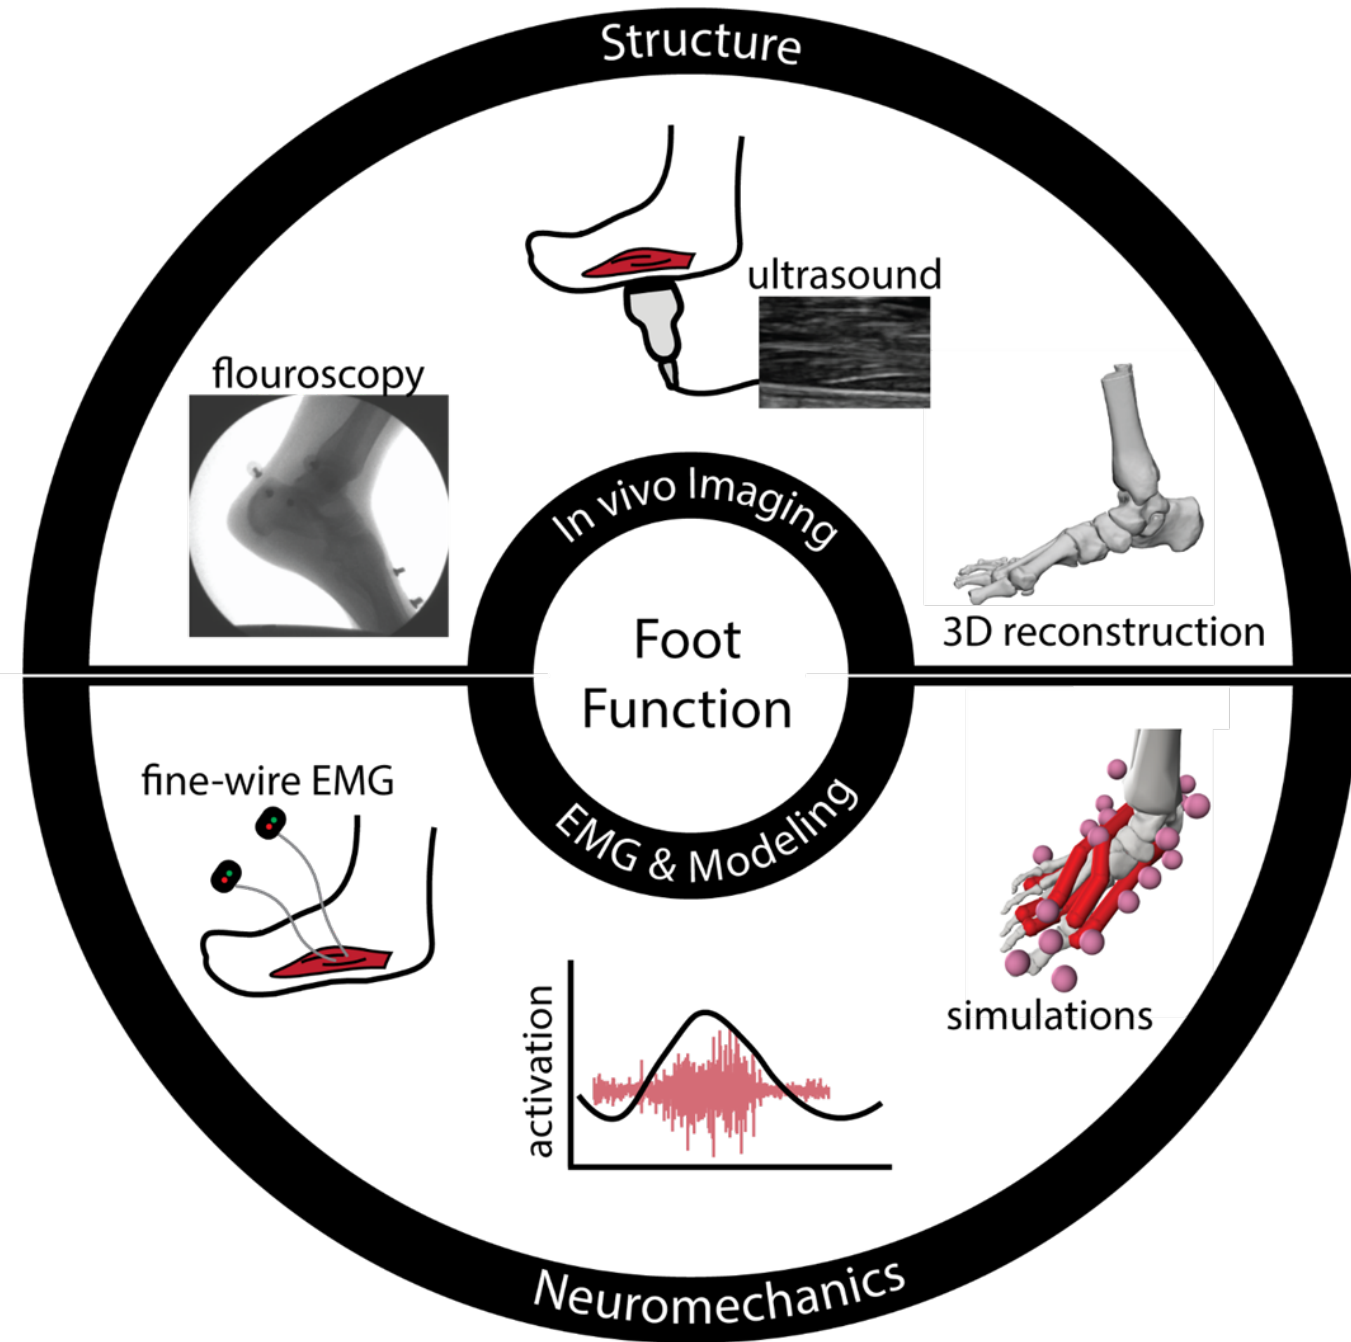 Structure
ultrasound
flouroscopy
In vivo Imaging
3D reconstruction
Foot
Function
fine-wire EMG
EMG & Modeling
simulations
activation
Neuromechanics